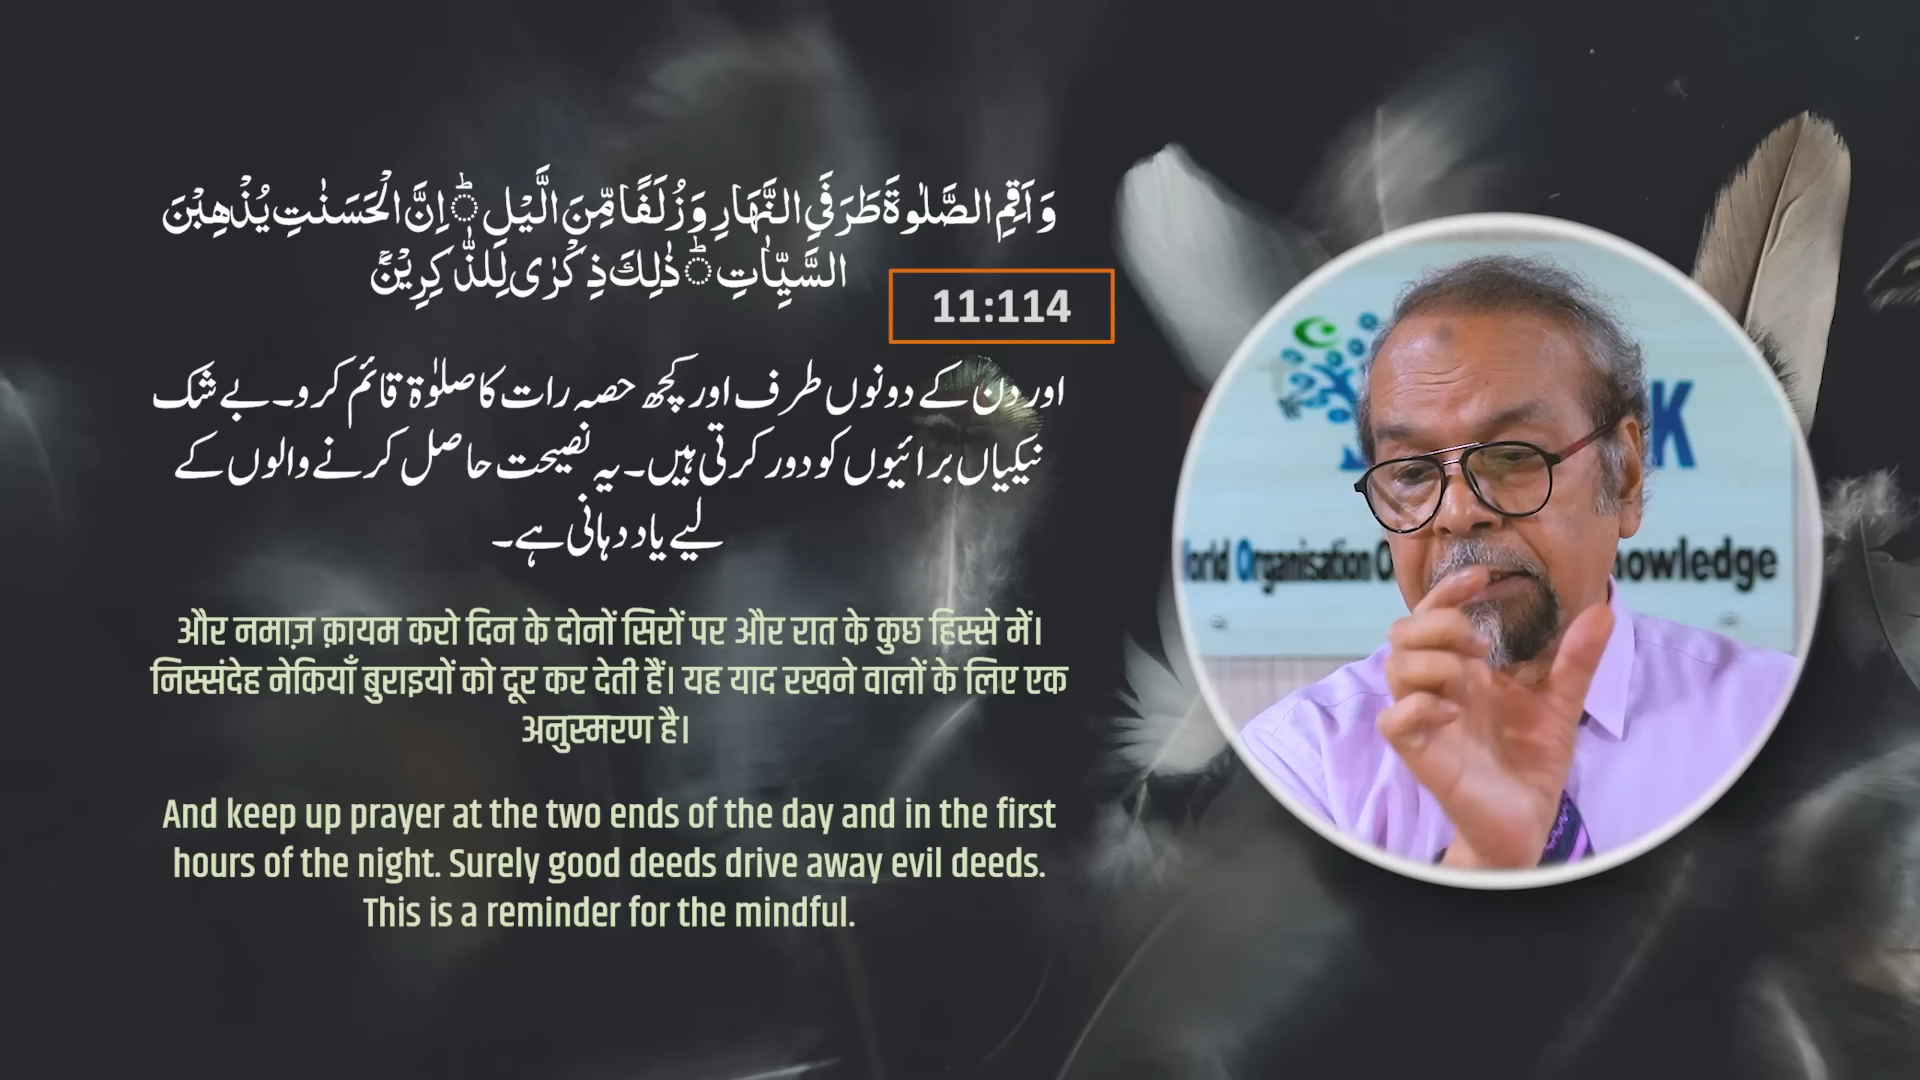 وَاَقِمِ الصَّلٰوةَ طَرَفَيِ النَّهَارِ وَزُلَفًا مِّنَ الَّيْلِ ؕ اِنَّ الْحَسَنٰتِ يُذْهِبْنَ
السَّيِّاٰتِ ؕ ذٰلِكَ ذِكْرٰى لِلذّٰكِرِيْنَۚ
11:114
اور دن کے دونوں طرف اور کچھ حصہ رات کا صلوٰۃ قائم کرو۔ بے شک
نیکیاں برائیوں کو دور کرتی ہیں۔ یہ نصیحت حاصل کرنے والوں کے
لیے یاد دہانی ہے۔
और नमाज़ क़ायम करो दिन के दोनों सिरों पर और रात के कुछ हिस्से में।
निस्संदेह नेकियाँ बुराइयों को दूर कर देती हैं। यह याद रखने वालों के लिए एक
अनुस्मरण है।
And keep up prayer at the two ends of the day and in the first
hours of the night. Surely good deeds drive away evil deeds.
This is a reminder for the mindful.
K
orld Organisation O nowledge